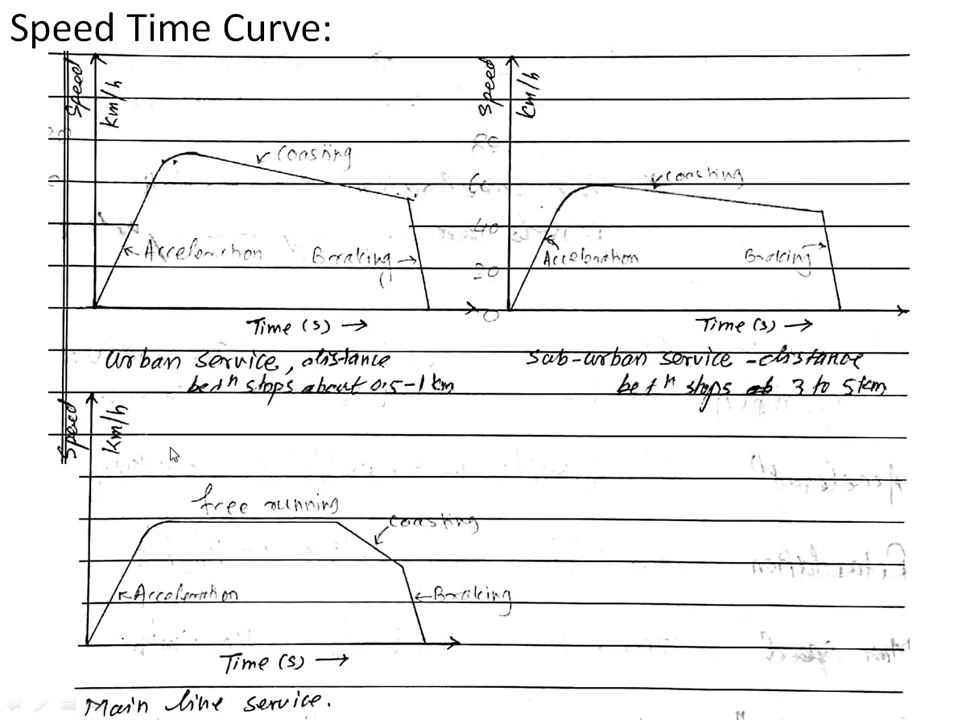 Speed Time Curve:
Speed
km/h
Coasting
Acceleration
Braking
Time (s) →
Urban service, distance
betⁿ stops about 0.5-1 km
Speed
km/h
80
60
40
20
0
Coasting
Acceleration
Braking
Time (s) →
Sub-urban service - distance
betⁿ stops 3 to 5 km
Speed
km/h
free running
Coasting
Acceleration
Braking
Time (s) →
Main line service.